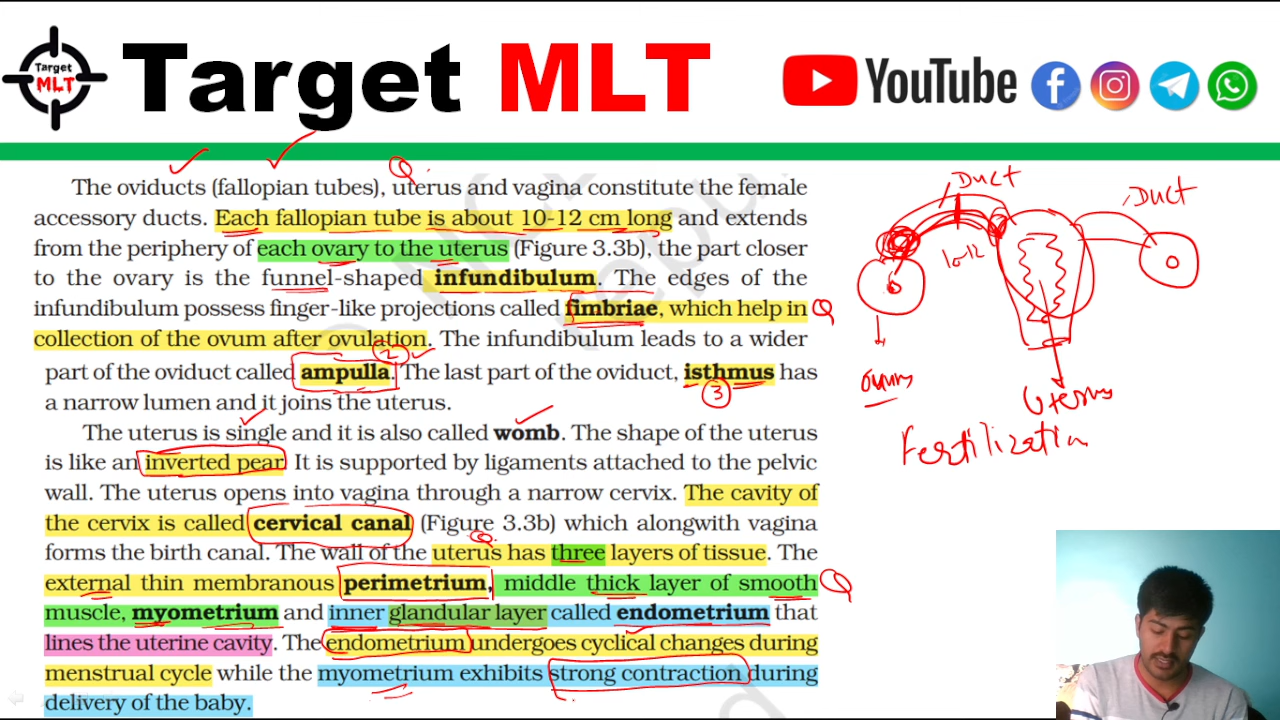 Target MLT
Target MLT
YouTube
The oviducts (fallopian tubes), uterus and vagina constitute the female
accessory ducts. Each fallopian tube is about 10-12 cm long and extends
from the periphery of each ovary to the uterus (Figure 3.3b), the part closer
to the ovary is the funnel-shaped infundibulum. The edges of the
infundibulum possess finger-like projections called fimbriae, which help in
collection of the ovum after ovulation. The infundibulum leads to a wider
part of the oviduct called ampulla. The last part of the oviduct, isthmus has
a narrow lumen and it joins the uterus.
The uterus is single and it is also called womb. The shape of the uterus
is like an inverted pear. It is supported by ligaments attached to the pelvic
wall. The uterus opens into vagina through a narrow cervix. The cavity of
the cervix is called cervical canal (Figure 3.3b) which alongwith vagina
forms the birth canal. The wall of the uterus has three layers of tissue. The
external thin membranous perimetrium, middle thick layer of smooth
muscle, myometrium and inner glandular layer called endometrium that
lines the uterine cavity. The endometrium undergoes cyclical changes during
menstrual cycle while the myometrium exhibits strong contraction during
delivery of the baby.
Q
Q
2
3
Q
Q
Duct
Duct
10-12
Uterus
Fertilization